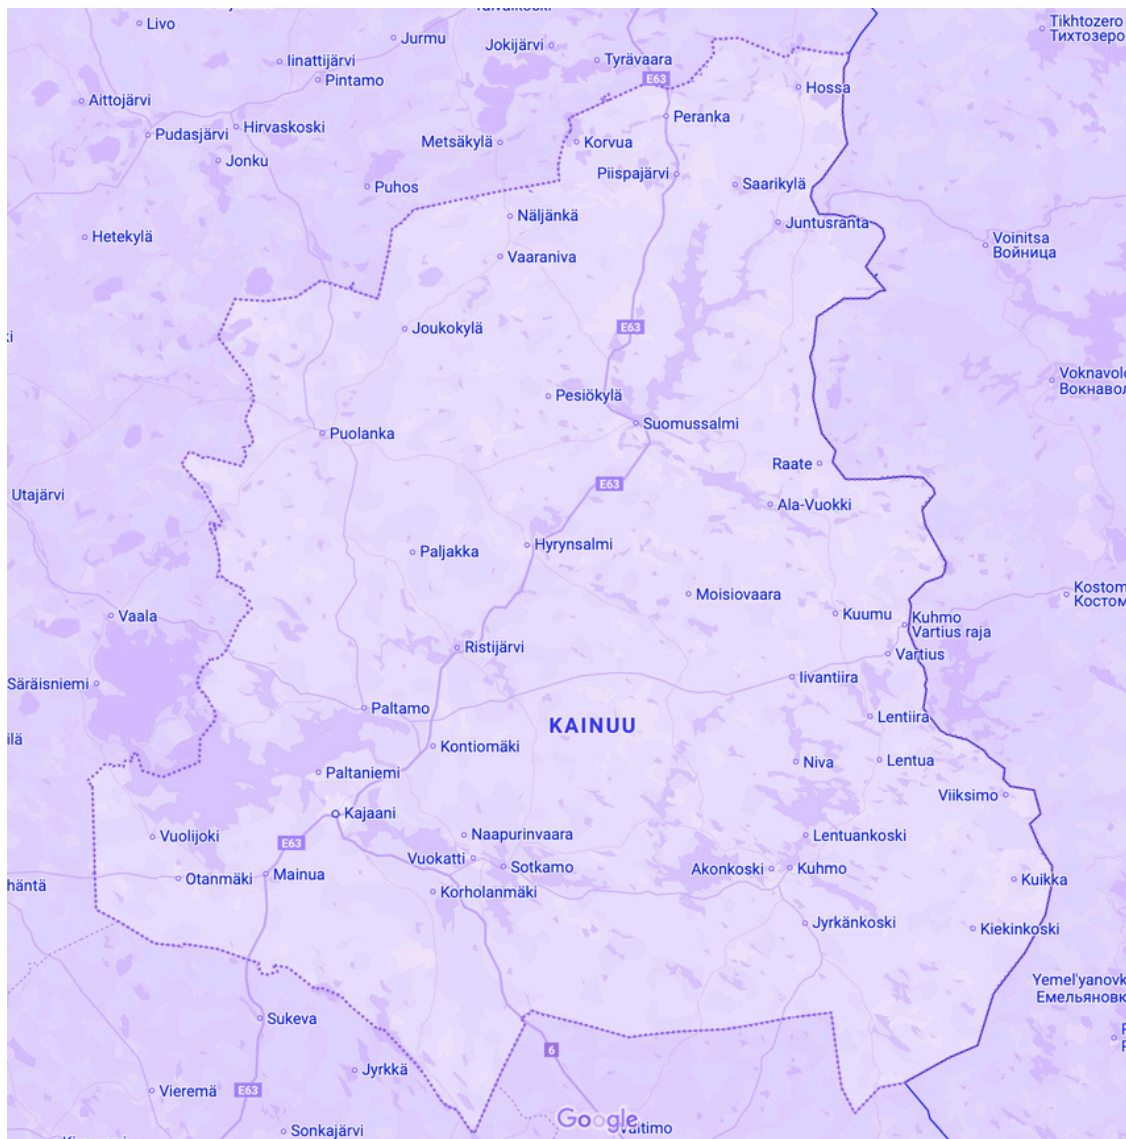 Livo
Taivalkoski
Tikhtozero
Тихтозеро
Jurmu
Jokijärvi
Iinattijärvi
Tyrävaara
Pintamo
E63
Hossa
Aittojärvi
Peranka
Pudasjärvi
Hirvaskoski
Metsäkylä
Korvua
Jonku
Piispajärvi
Puhos
Saarikylä
Näljänkä
Juntusranta
Hetekylä
Voinitsa
Войница
Vaaraniva
Joukokylä
E63
ki
Voknavolo
Вокнавол
Pesiökylä
Suomussalmi
Puolanka
Raate
E63
Utajärvi
Ala-Vuokki
Hyrynsalmi
Paljakka
Kostom
Костом
Moisiovaara
Vaala
Kuumu
Kuhmo
Vartius raja
Ristijärvi
Vartius
Säräisniemi
Iivantiira
Paltamo
Lentiira
KAINUU
ilä
Kontiomäki
Niva
Lentua
Paltaniemi
Viiksimo
Kajaani
Vuolijoki
Naapurinvaara
Lentuankoski
E63
Vuokatti
Sotkamo
Akonkoski
Kuhmo
Mainua
Otanmäki
Kuikka
häntä
Korholanmäki
Jyrkänkoski
Kiekinkoski
Yemel'yanovk
Емельяновк
Sukeva
6
Jyrkkä
E63
Vieremä
Google
Valtimo
Sonkajärvi